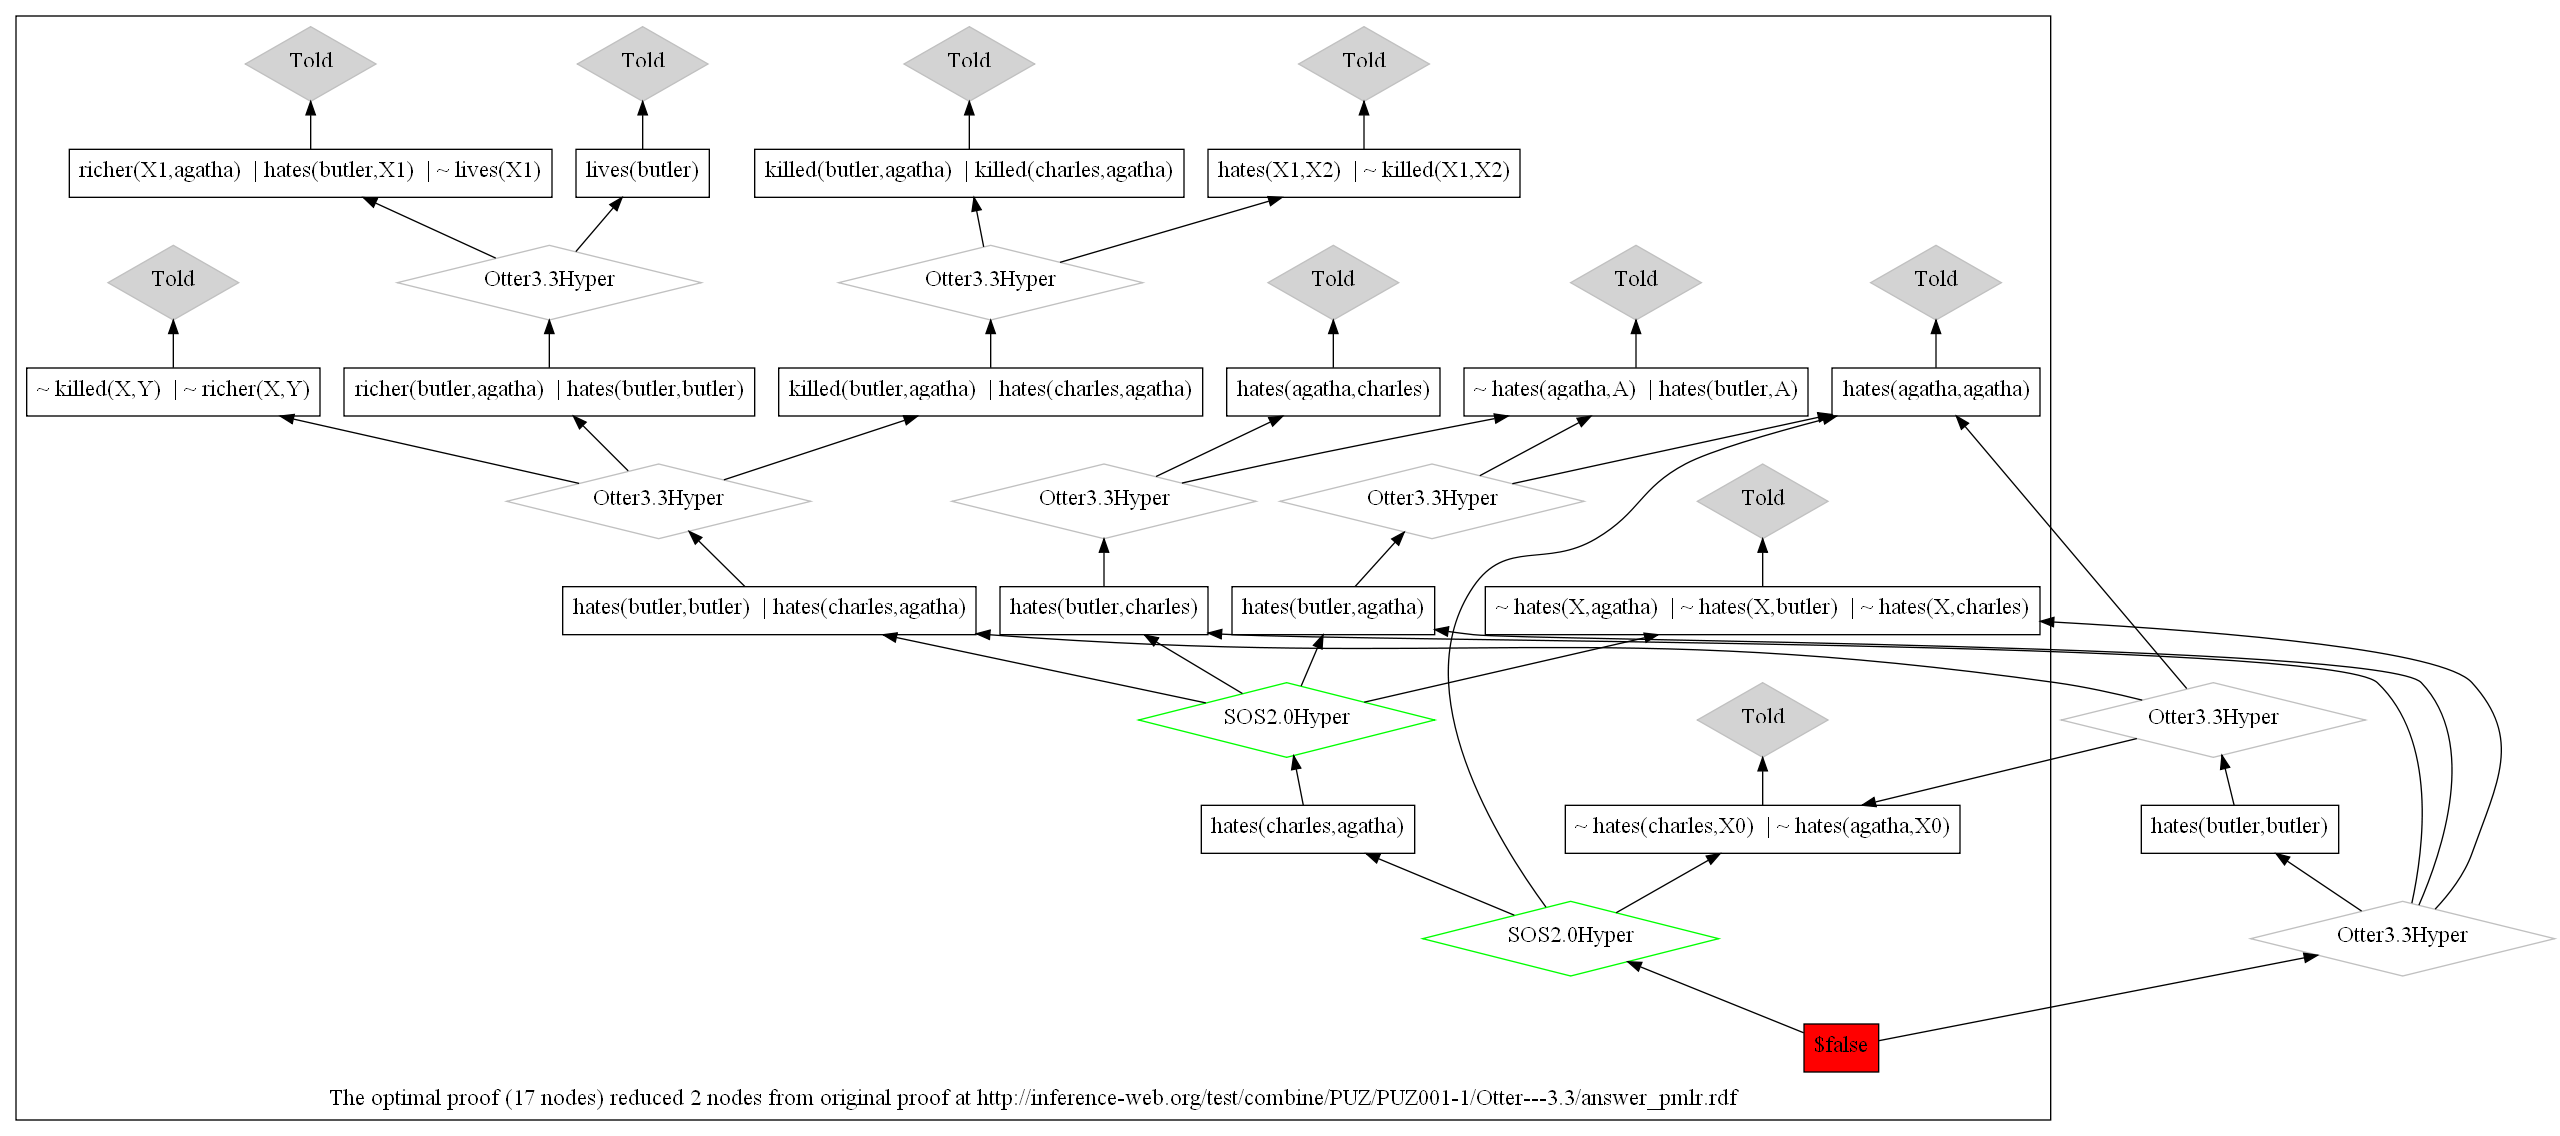 Told
Told
Told
Told
richer(X1,agatha) | hates(butler,X1) | ~ lives(X1)
lives(butler)
killed(butler,agatha) | killed(charles,agatha)
hates(X1,X2) | ~ killed(X1,X2)
Told
Otter3.3Hyper
Otter3.3Hyper
Told
Told
Told
~ killed(X,Y) | ~ richer(X,Y)
richer(butler,agatha) | hates(butler,butler)
killed(butler,agatha) | hates(charles,agatha)
hates(agatha,charles)
~ hates(agatha,A) | hates(butler,A)
hates(agatha,agatha)
Otter3.3Hyper
Otter3.3Hyper
Otter3.3Hyper
Told
hates(butler,butler) | hates(charles,agatha)
hates(butler,charles)
hates(butler,agatha)
~ hates(X,agatha) | ~ hates(X,butler) | ~ hates(X,charles)
SOS2.0Hyper
Told
Otter3.3Hyper
hates(charles,agatha)
~ hates(charles,X0) | ~ hates(agatha,X0)
hates(butler,butler)
SOS2.0Hyper
Otter3.3Hyper
$false
The optimal proof (17 nodes) reduced 2 nodes from original proof at http://inference-web.org/test/combine/PUZ/PUZ001-1/Otter---3.3/answer_pmlr.rdf